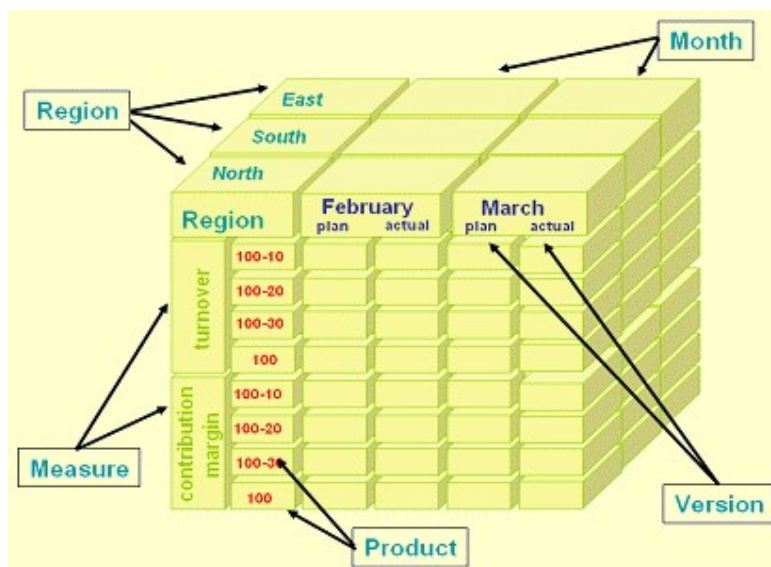 Month
Region
East
South
North
Region
February
March
plan actual
plan actual
turnover
100-10
100-20
100-30
100
contribution
margin
100-10
100-20
100-30
100
Measure
Version
Product